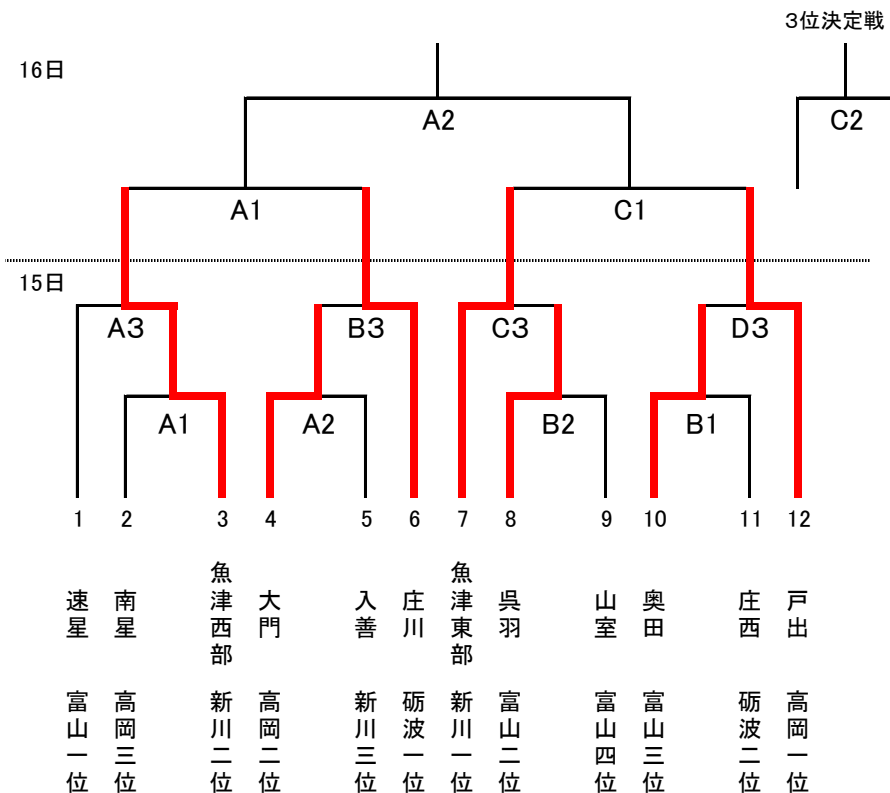 3位決定戦
16日
A2
C2
A1
C1
15日
A3
B3
C3
D3
A1
A2
B2
B1
1
2
3
4
5
6
7
8
9
10
11
12
速星
南星
魚津西部
大門
入善
庄川
魚津東部
呉羽
山室
奥田
庄西
戸出
富山一位
高岡三位
新川二位
高岡二位
新川三位
砺波一位
新川一位
富山二位
富山四位
富山三位
砺波二位
高岡一位